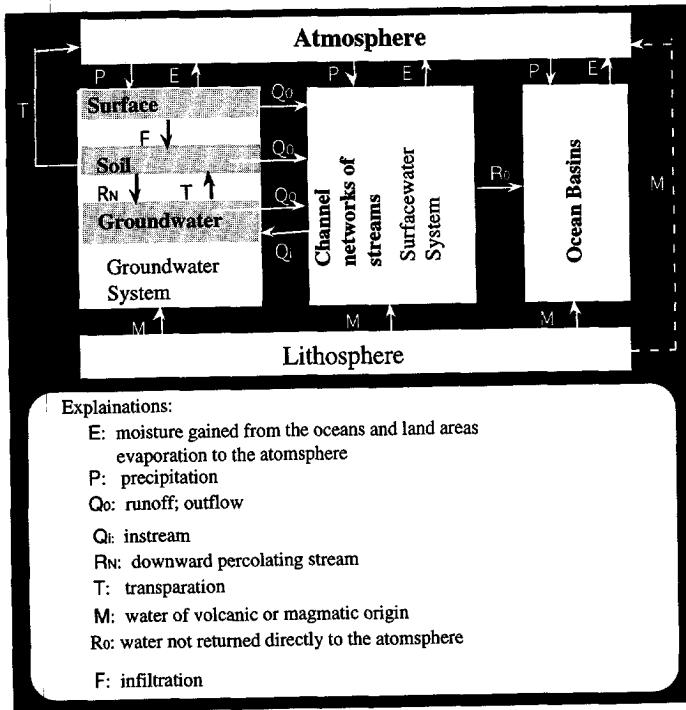 Atmosphere
P E P E P E
T
Surface
Q₀
F
Soil
Q₀
RN T
Q₀
Groundwater
Qi
Groundwater
System
Channel
networks of
streams
Surfacewater
System
R₀
Ocean Basins
M
M M M
Lithosphere
Explainations:
E: moisture gained from the oceans and land areas
evaporation to the atomsphere
P: precipitation
Q₀: runoff; outflow
Qi: instream
RN: downward percolating stream
T: transparation
M: water of volcanic or magmatic origin
R₀: water not returned directly to the atomsphere
F: infiltration